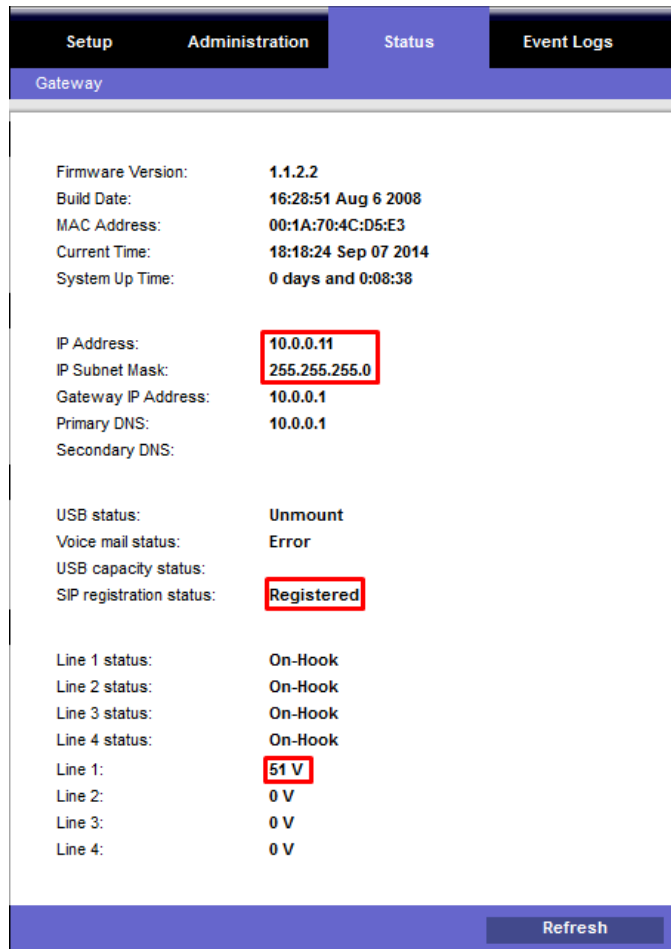 Setup Administration Status Event Logs
Gateway
Firmware Version: 1.1.2.2
Build Date: 16:28:51 Aug 6 2008
MAC Address: 00:1A:70:4C:D5:E3
Current Time: 18:18:24 Sep 07 2014
System Up Time: 0 days and 0:08:38
IP Address: 10.0.0.11
IP Subnet Mask: 255.255.255.0
Gateway IP Address: 10.0.0.1
Primary DNS: 10.0.0.1
Secondary DNS:
USB status: Unmount
Voice mail status: Error
USB capacity status:
SIP registration status: Registered
Line 1 status: On-Hook
Line 2 status: On-Hook
Line 3 status: On-Hook
Line 4 status: On-Hook
Line 1: 51 V
Line 2: 0 V
Line 3: 0 V
Line 4: 0 V
Refresh